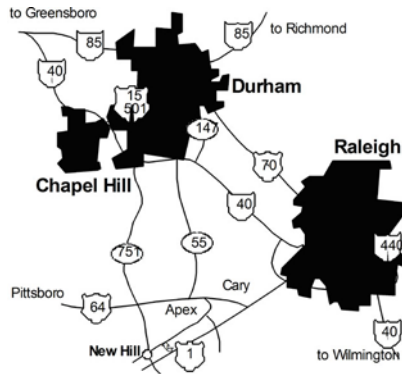 to Greensboro
85
85
to Richmond
40
15
501
Durham
147
Chapel Hill
70
Raleigh
40
751
55
440
Pittsboro
64
Cary
Apex
New Hill
1
40
to Wilmington